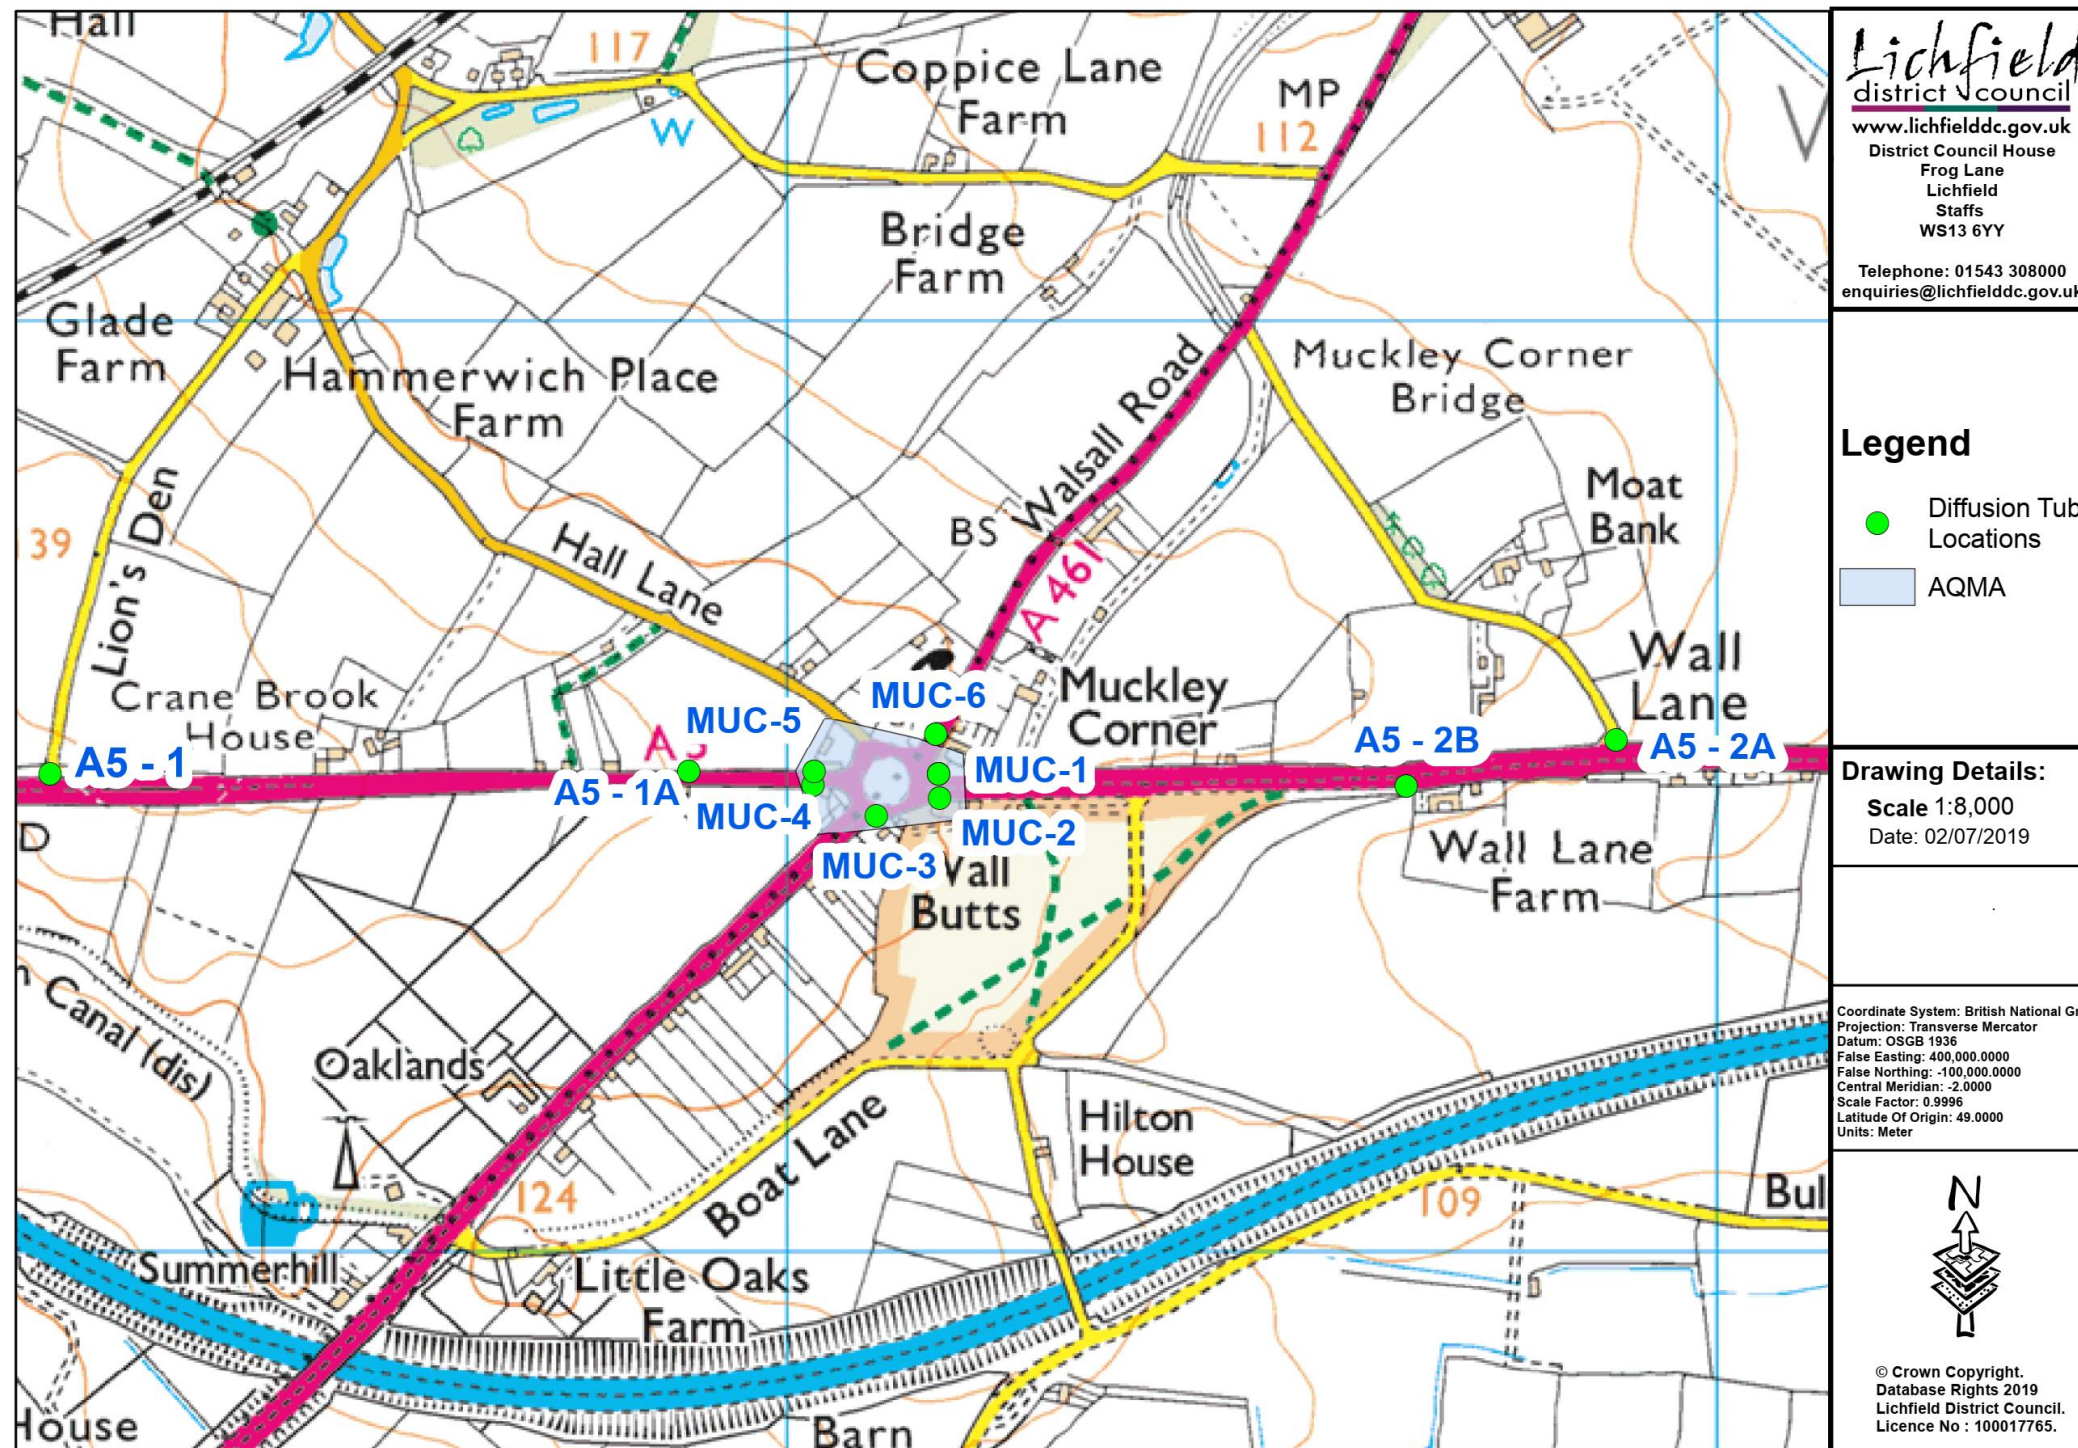 Hall
117
Coppice Lane
Farm
MP
112
W
Bridge
Farm
Glade
Farm
Hammerwich Place
Farm
Walsall Road
Muckley Corner
Bridge
Lion's Den
139
Hall Lane
BS
A 461
Moat
Bank
Crane Brook
House
MUC-5
MUC-6
Muckley
Corner
Wall
Lane
A5 - 1
A5
A5 - 1A
MUC-4
MUC-1
MUC-2
MUC-3
A5 - 2B
A5 - 2A
D
Wall
Butts
Wall Lane
Farm
n Canal (dis)
Oaklands
124
Boat Lane
Hilton
House
109
Bul
Summerhill
Little Oaks
Farm
House
Barn
Lichfield
district council
www.lichfielddc.gov.uk
District Council House
Frog Lane
Lichfield
Staffs
WS13 6YY
Telephone: 01543 308000
enquiries@lichfielddc.gov.uk
Legend
Diffusion Tub
Locations
AQMA
Drawing Details:
Scale 1:8,000
Date: 02/07/2019
Coordinate System: British National Gr
Projection: Transverse Mercator
Datum: OSGB 1936
False Easting: 400,000.0000
False Northing: -100,000.0000
Central Meridian: -2.0000
Scale Factor: 0.9996
Latitude Of Origin: 49.0000
Units: Meter
N
© Crown Copyright.
Database Rights 2019
Lichfield District Council.
Licence No : 100017765.